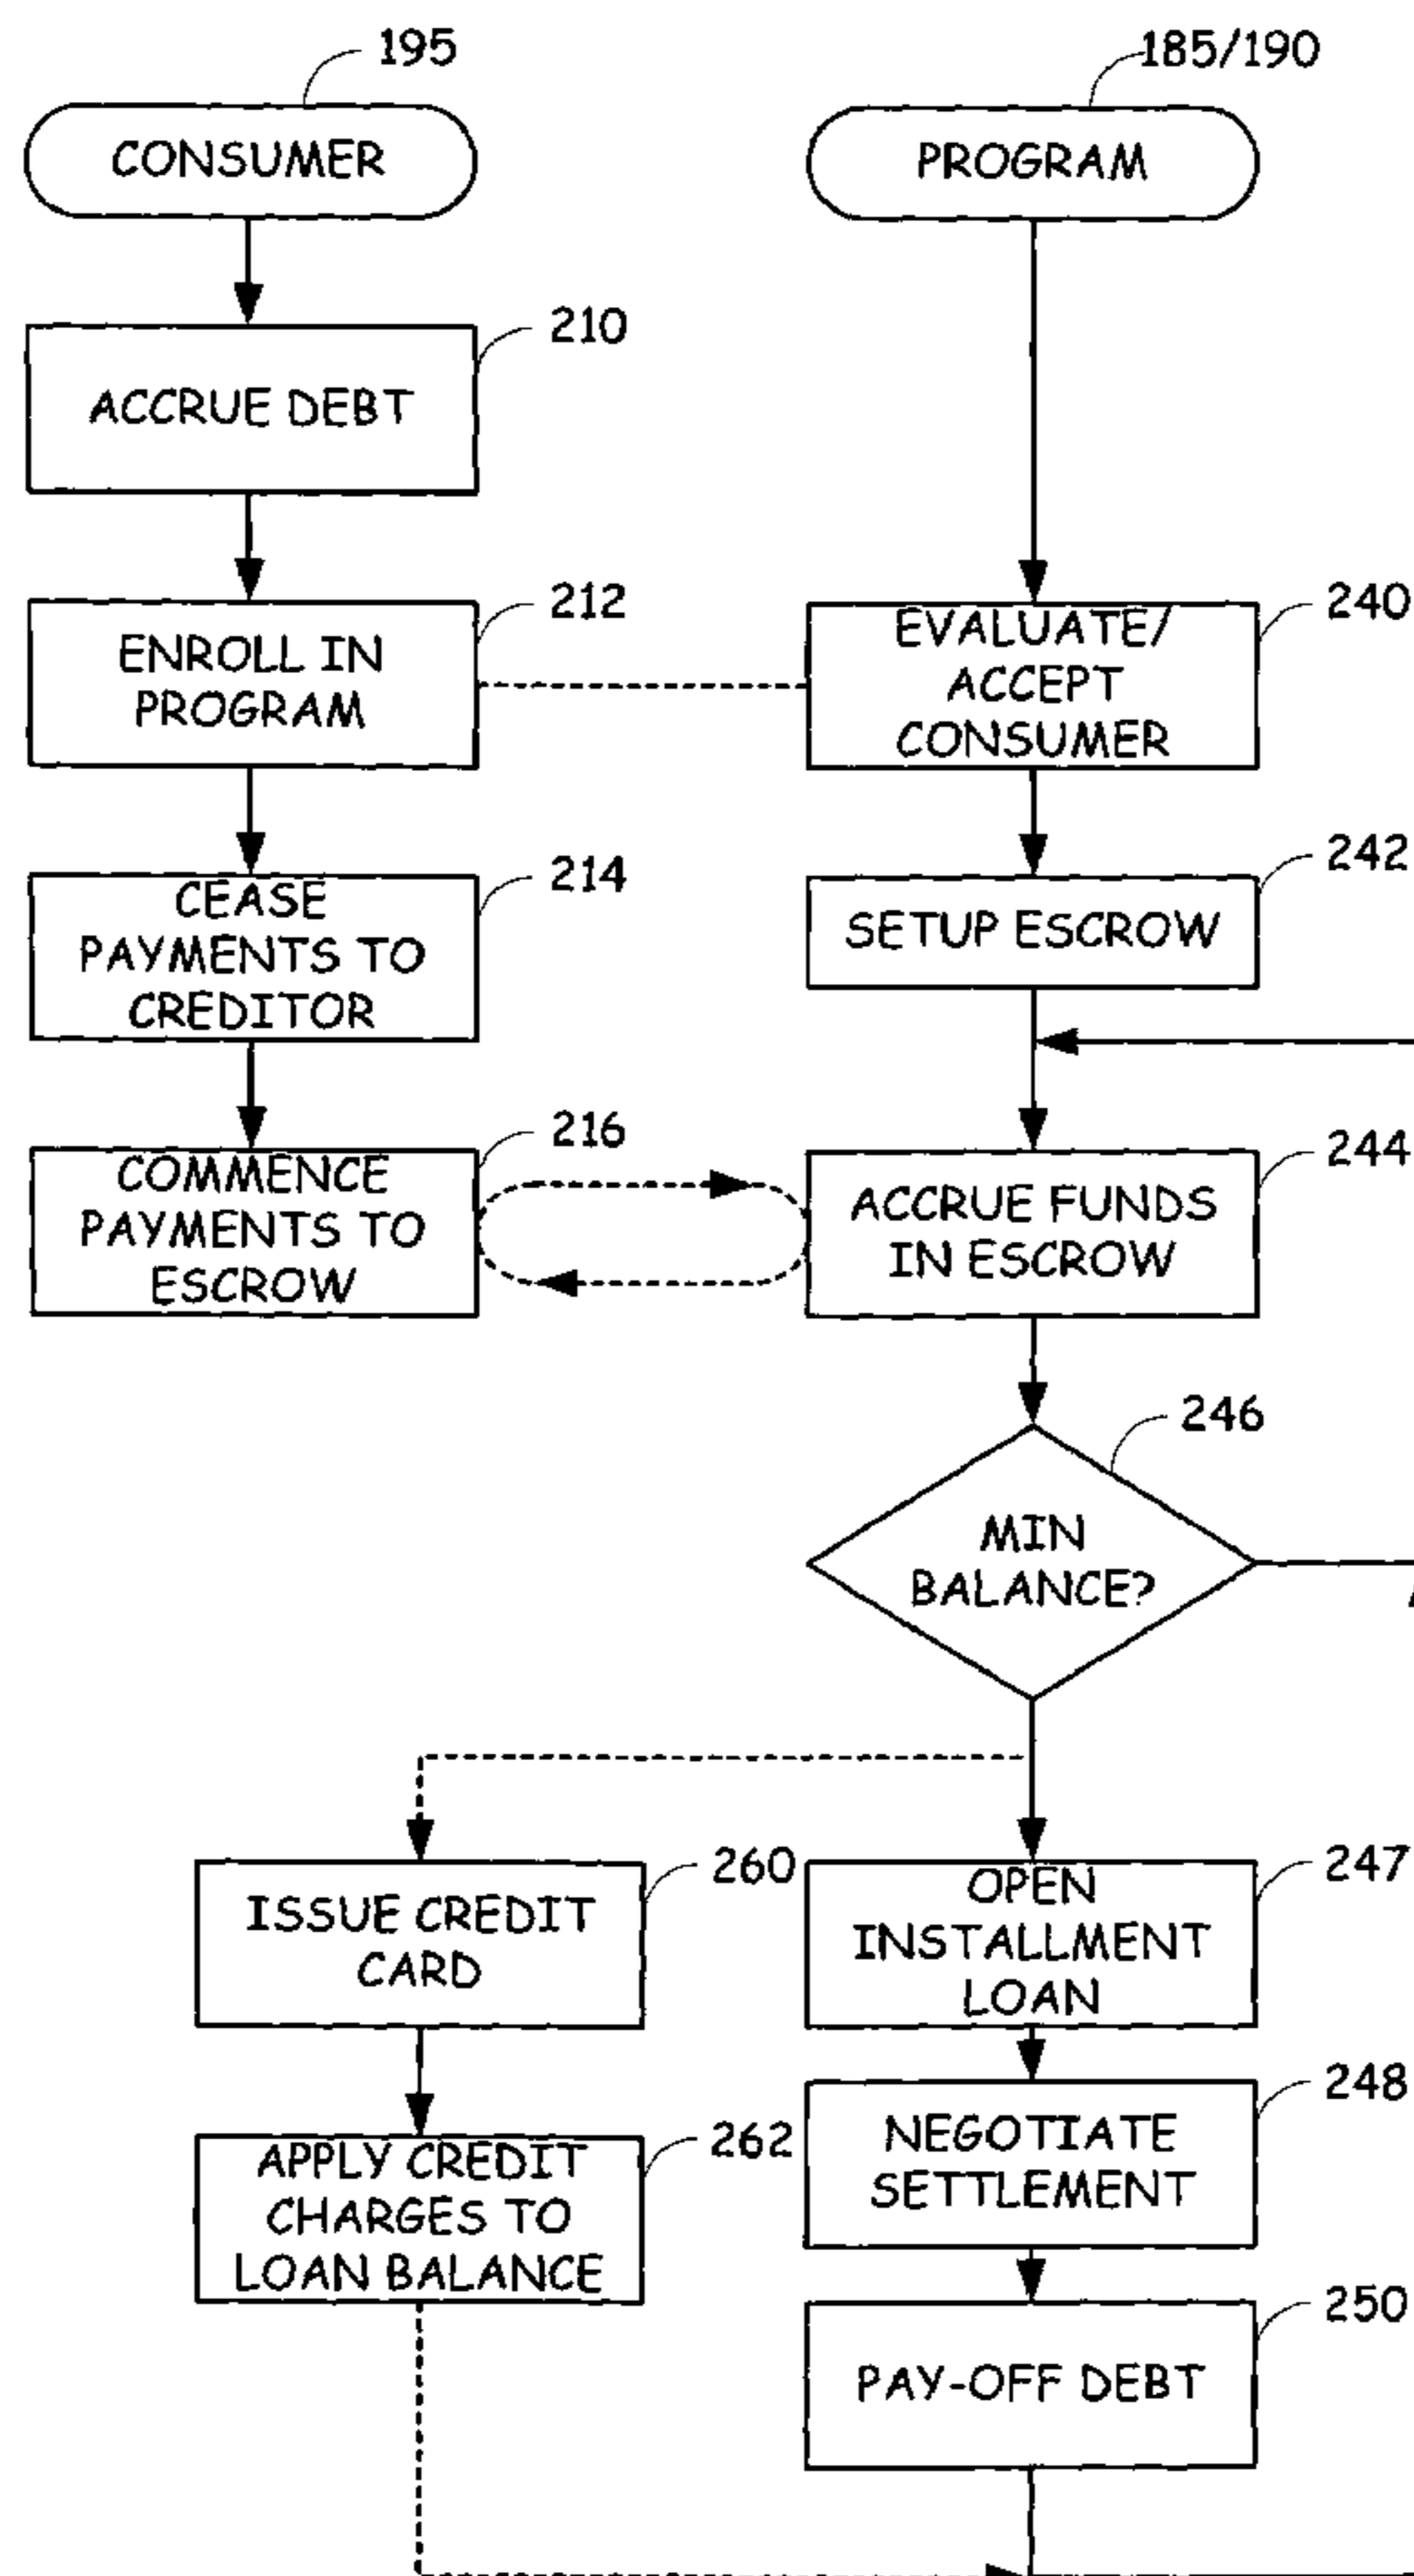 195
CONSUMER
185/190
PROGRAM
210
ACCRUE DEBT
212
ENROLL IN
PROGRAM
240
EVALUATE/
ACCEPT
CONSUMER
214
CEASE
PAYMENTS TO
CREDITOR
242
SETUP ESCROW
216
COMMENCE
PAYMENTS TO
ESCROW
244
ACCRUE FUNDS
IN ESCROW
246
MIN
BALANCE?
260
ISSUE CREDIT
CARD
247
OPEN
INSTALLMENT
LOAN
262
APPLY CREDIT
CHARGES TO
LOAN BALANCE
248
NEGOTIATE
SETTLEMENT
250
PAY-OFF DEBT